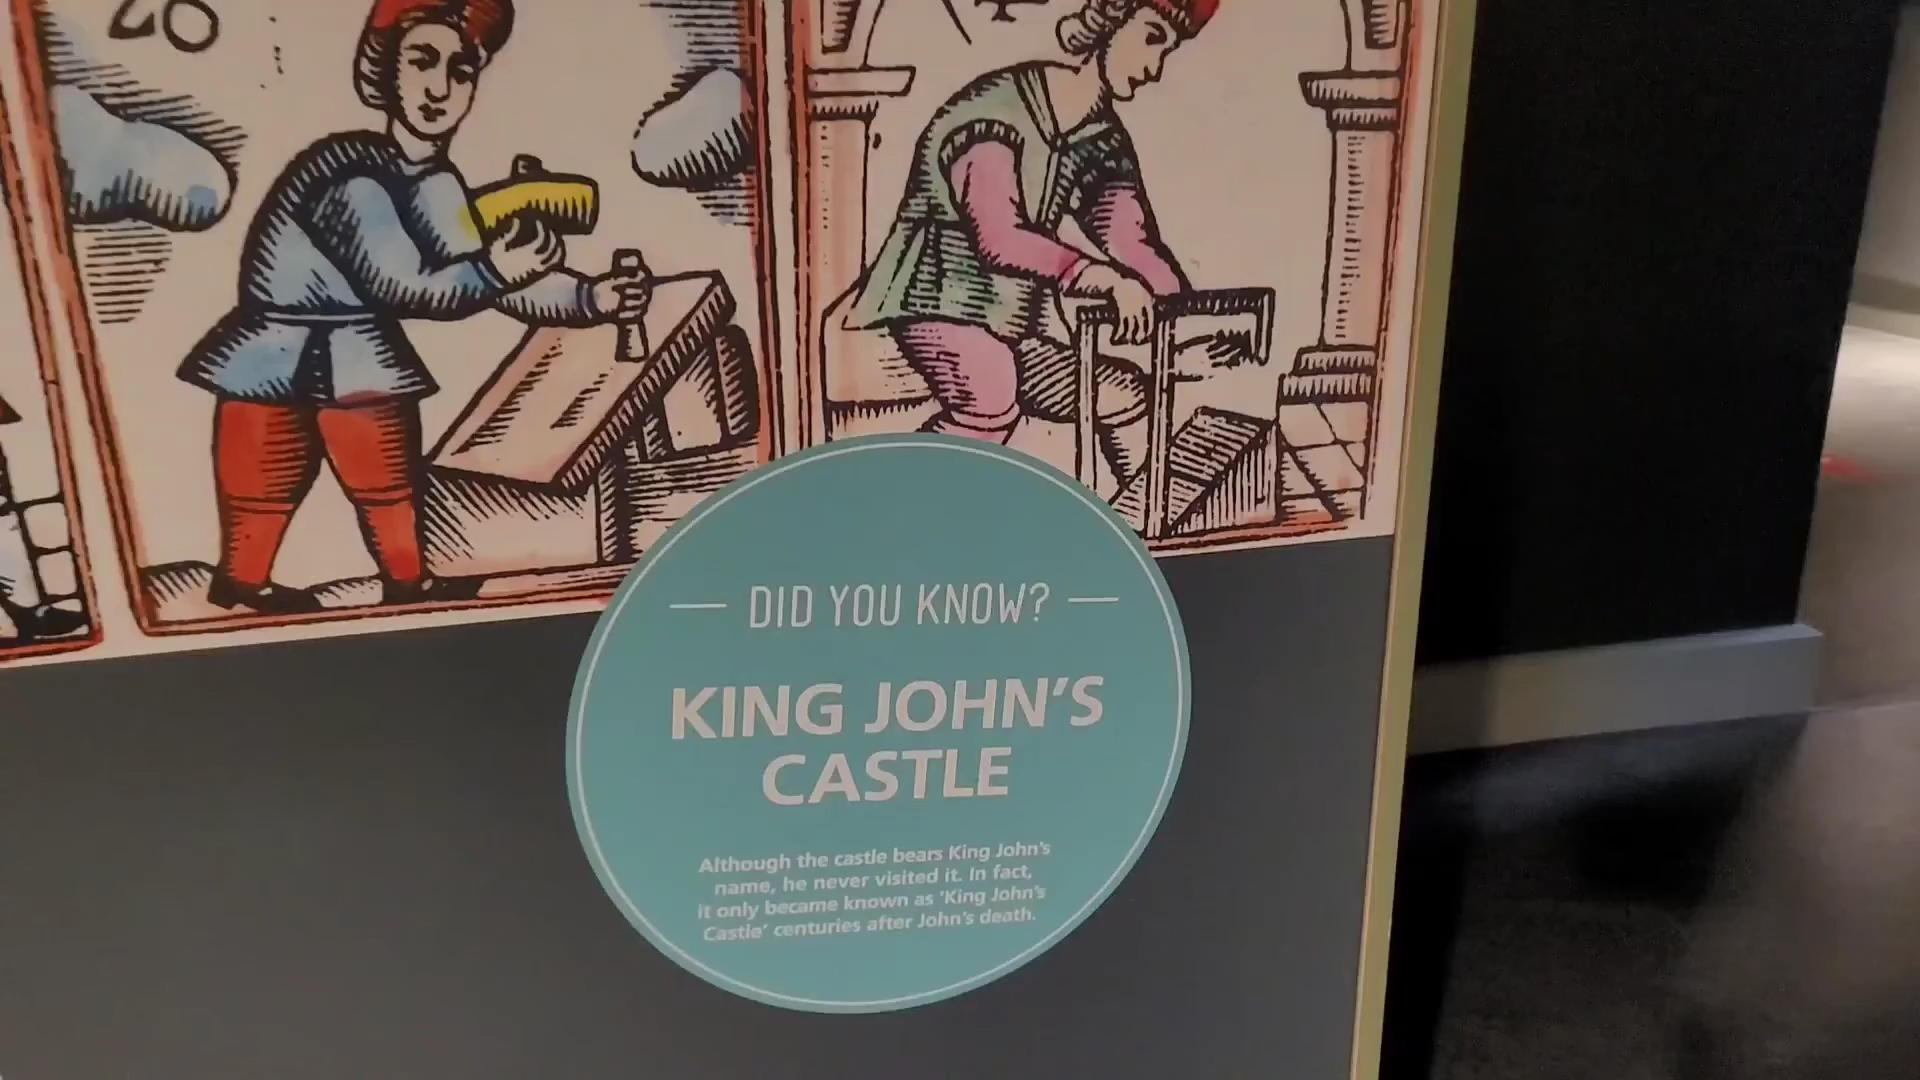 20
— DID YOU KNOW? —
KING JOHN'S
CASTLE
Although the castle bears King John's
name, he never visited it. In fact,
it only became known as 'King John's
Castle' centuries after John's death.